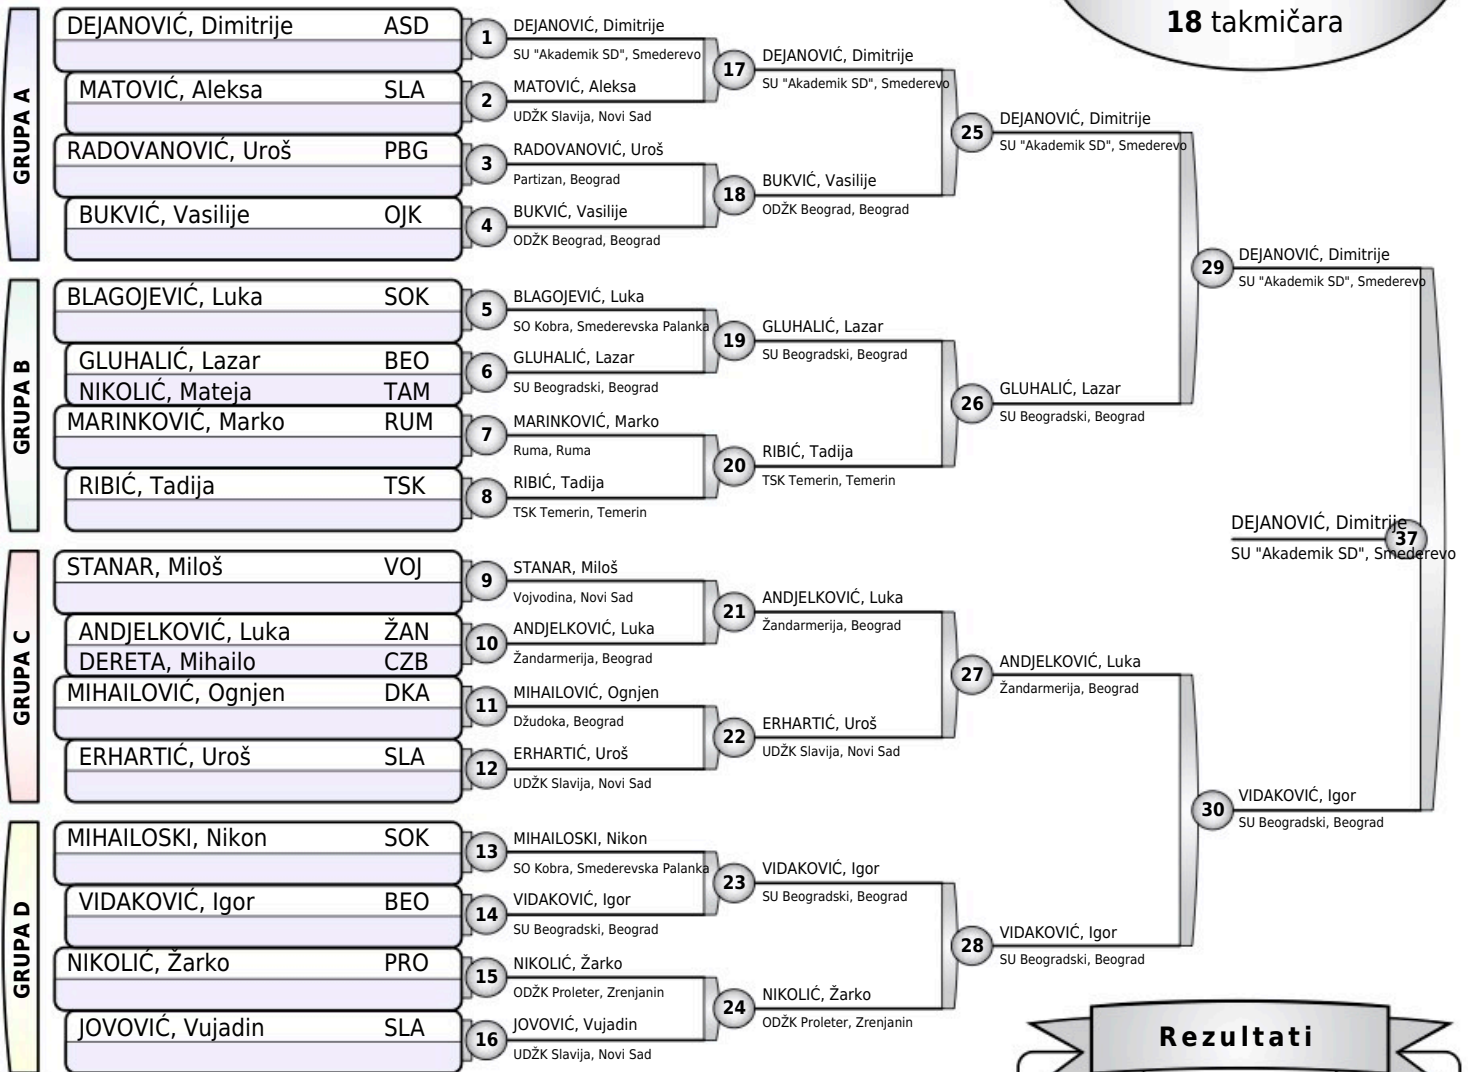 18 takmičara
GRUPA A
DEJANOVIĆ, Dimitrije ASD
MATOVIĆ, Aleksa SLA
RADOVANOVIĆ, Uroš PBG
BUKVIĆ, Vasilije OJK
GRUPA B
BLAGOJEVIĆ, Luka SOK
GLUHALIĆ, Lazar BEO
NIKOLIĆ, Mateja TAM
MARINKOVIĆ, Marko RUM
RIBIĆ, Tadija TSK
GRUPA C
STANAR, Miloš VOJ
ANDJELKOVIĆ, Luka ŽAN
DERETA, Mihailo CZB
MIHAILOVIĆ, Ognjen DKA
ERHARTIĆ, Uroš SLA
GRUPA D
MIHAILOSKI, Nikon SOK
VIDAKOVIĆ, Igor BEO
NIKOLIĆ, Žarko PRO
JOVOVIĆ, Vujadin SLA
1 DEJANOVIĆ, Dimitrije
SU "Akademik SD", Smederevo
2 MATOVIĆ, Aleksa
UDŽK Slavija, Novi Sad
3 RADOVANOVIĆ, Uroš
Partizan, Beograd
4 BUKVIĆ, Vasilije
ODŽK Beograd, Beograd
5 BLAGOJEVIĆ, Luka
SO Kobra, Smederevska Palanka
6 GLUHALIĆ, Lazar
SU Beogradski, Beograd
7 MARINKOVIĆ, Marko
Ruma, Ruma
8 RIBIĆ, Tadija
TSK Temerin, Temerin
9 STANAR, Miloš
Vojvodina, Novi Sad
10 ANDJELKOVIĆ, Luka
Žandarmerija, Beograd
11 MIHAILOVIĆ, Ognjen
Džudoka, Beograd
12 ERHARTIĆ, Uroš
UDŽK Slavija, Novi Sad
13 MIHAILOSKI, Nikon
SO Kobra, Smederevska Palanka
14 VIDAKOVIĆ, Igor
SU Beogradski, Beograd
15 NIKOLIĆ, Žarko
ODŽK Proleter, Zrenjanin
16 JOVOVIĆ, Vujadin
UDŽK Slavija, Novi Sad
17 DEJANOVIĆ, Dimitrije
SU "Akademik SD", Smederevo
18 BUKVIĆ, Vasilije
ODŽK Beograd, Beograd
19 GLUHALIĆ, Lazar
SU Beogradski, Beograd
20 RIBIĆ, Tadija
TSK Temerin, Temerin
21 ANDJELKOVIĆ, Luka
Žandarmerija, Beograd
22 ERHARTIĆ, Uroš
UDŽK Slavija, Novi Sad
23 VIDAKOVIĆ, Igor
SU Beogradski, Beograd
24 NIKOLIĆ, Žarko
ODŽK Proleter, Zrenjanin
25 DEJANOVIĆ, Dimitrije
SU "Akademik SD", Smederevo
26 GLUHALIĆ, Lazar
SU Beogradski, Beograd
27 ANDJELKOVIĆ, Luka
Žandarmerija, Beograd
28 VIDAKOVIĆ, Igor
SU Beogradski, Beograd
29 DEJANOVIĆ, Dimitrije
SU "Akademik SD", Smederevo
30 VIDAKOVIĆ, Igor
SU Beogradski, Beograd
DEJANOVIĆ, Dimitrije
37
SU "Akademik SD", Smederevo
Rezultati